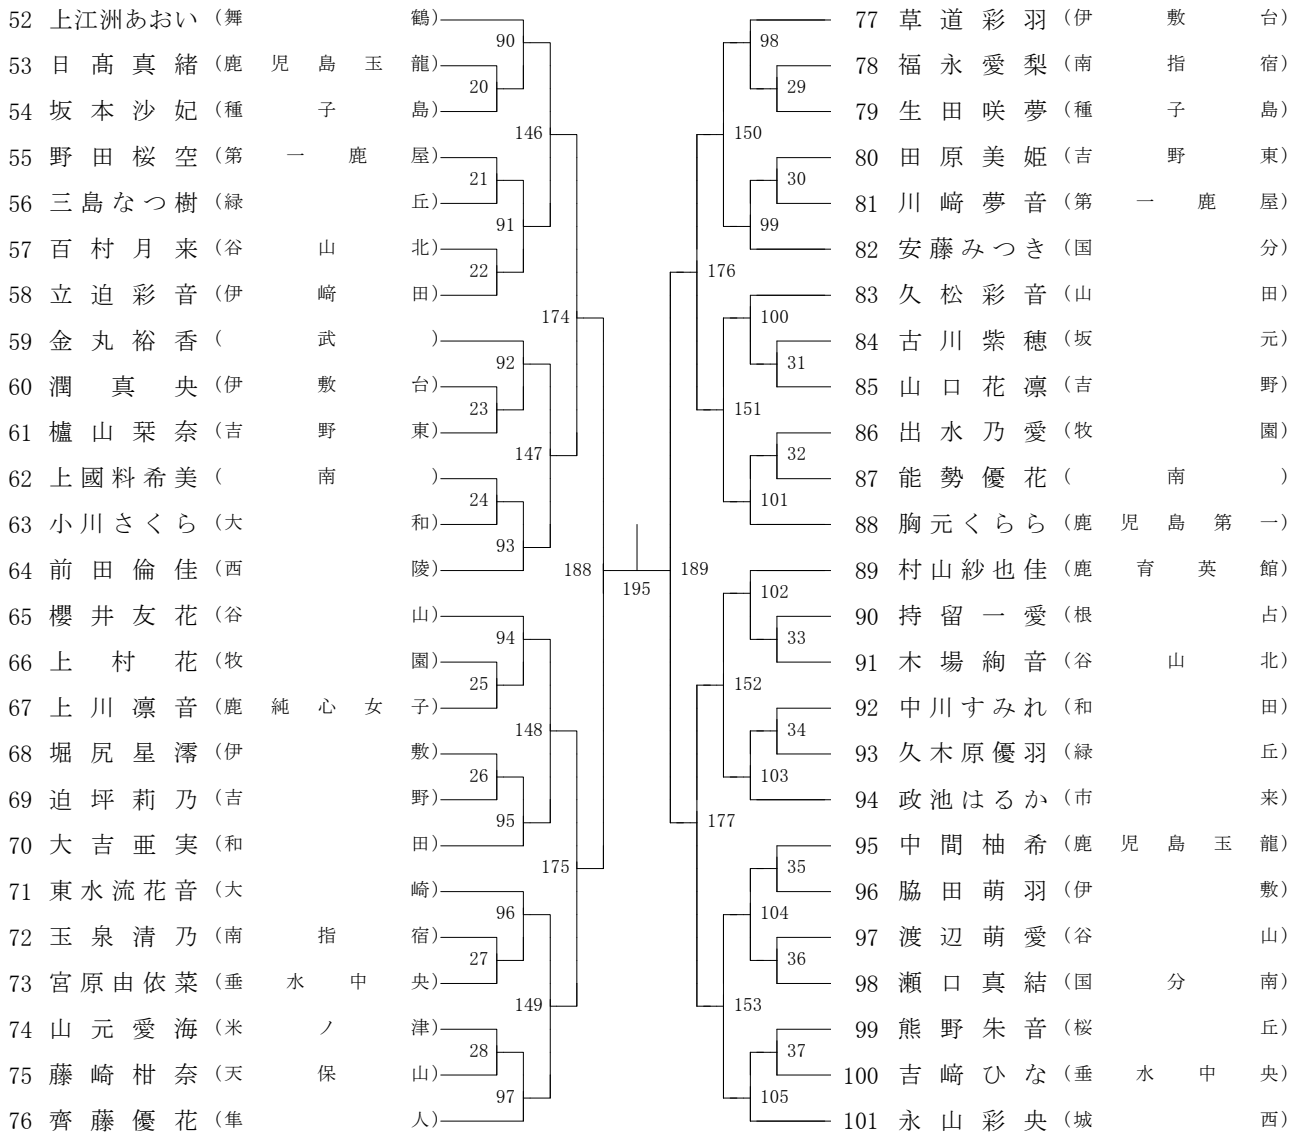 52 上江洲あおい （舞鶴）
53 日髙真緒 （鹿児島玉龍）
54 坂本沙妃 （種子島）
55 野田桜空 （第一鹿屋）
56 三島なつ樹 （緑丘）
57 百村月来 （谷山北）
58 立迫彩音 （伊﨑田）
59 金丸裕香 （武）
60 潤真央 （伊敷台）
61 櫨山栞奈 （吉野東）
62 上國料希美 （南）
63 小川さくら （大和）
64 前田倫佳 （西陵）
65 櫻井友花 （谷山）
66 上村花 （牧園）
67 上川凛音 （鹿純心女子）
68 堀尻星澪 （伊敷）
69 迫坪莉乃 （吉野）
70 大吉亜実 （和田）
71 東水流花音 （大崎）
72 玉泉清乃 （南指宿）
73 宮原由依菜 （垂水中央）
74 山元愛海 （米ノ津）
75 藤崎柑奈 （天保山）
76 齊藤優花 （隼人）
90
20
146
21
91
22
174
92
23
147
24
93
188
94
25
148
26
95
175
96
27
149
28
97
195
98
29
150
30
99
176
100
31
151
32
101
189
102
33
152
34
103
177
35
104
36
153
37
105
77 草道彩羽 （伊敷台）
78 福永愛梨 （南指宿）
79 生田咲夢 （種子島）
80 田原美姫 （吉野東）
81 川﨑夢音 （第一鹿屋）
82 安藤みつき （国分）
83 久松彩音 （山田）
84 古川紫穂 （坂元）
85 山口花凛 （吉野）
86 出水乃愛 （牧園）
87 能勢優花 （南）
88 胸元くらら （鹿児島第一）
89 村山紗也佳 （鹿育英館）
90 持留一愛 （根占）
91 木場絢音 （谷山北）
92 中川すみれ （和田）
93 久木原優羽 （緑丘）
94 政池はるか （市来）
95 中間柚希 （鹿児島玉龍）
96 脇田萌羽 （伊敷）
97 渡辺萌愛 （谷山）
98 瀬口真結 （国分南）
99 熊野朱音 （桜丘）
100 吉﨑ひな （垂水中央）
101 永山彩央 （城西）